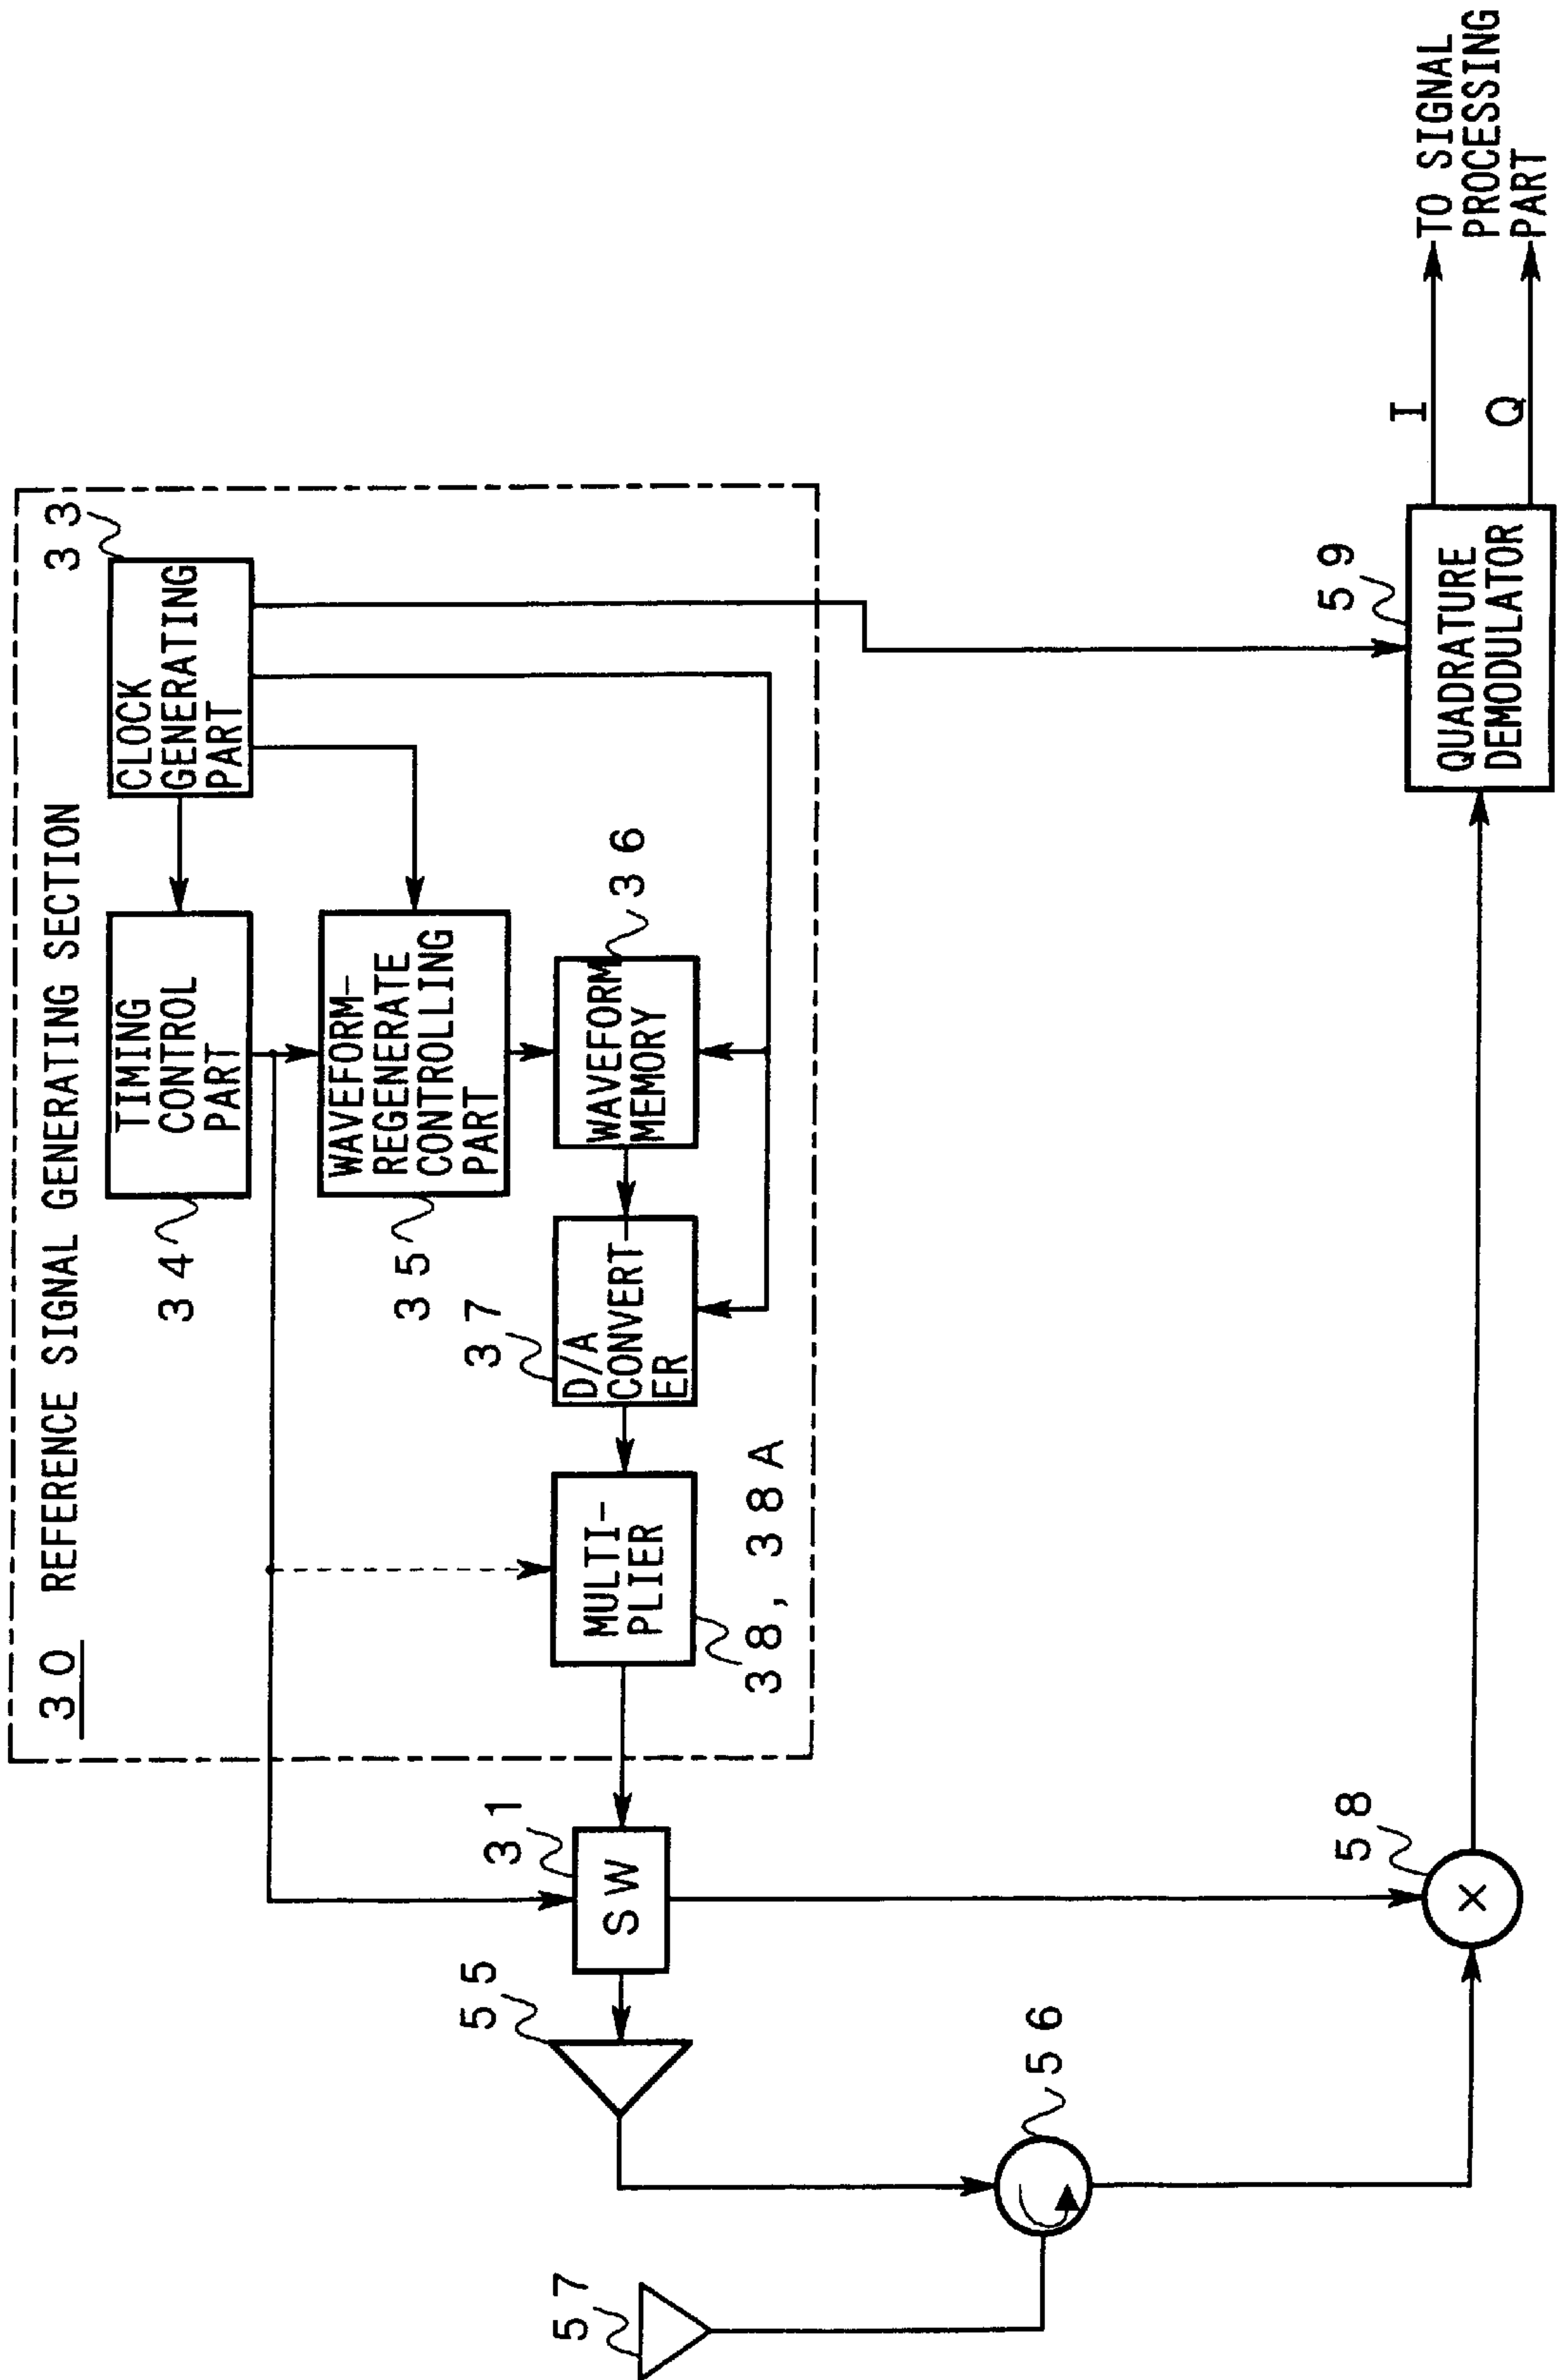 30 REFERENCE SIGNAL GENERATING SECTION
33
CLOCK
GENERATING
PART
34
TIMING
CONTROL
PART
35
WAVEFORM-
REGENERATE
CONTROLLING
PART
36
WAVEFORM
MEMORY
37
D/A
CONVERT-
ER
MULTI-
PLIER
38, 38A
31
SW
55
57
56
58
×
59
QUADRATURE
DEMODULATOR
I
Q
TO SIGNAL
PROCESSING
PART